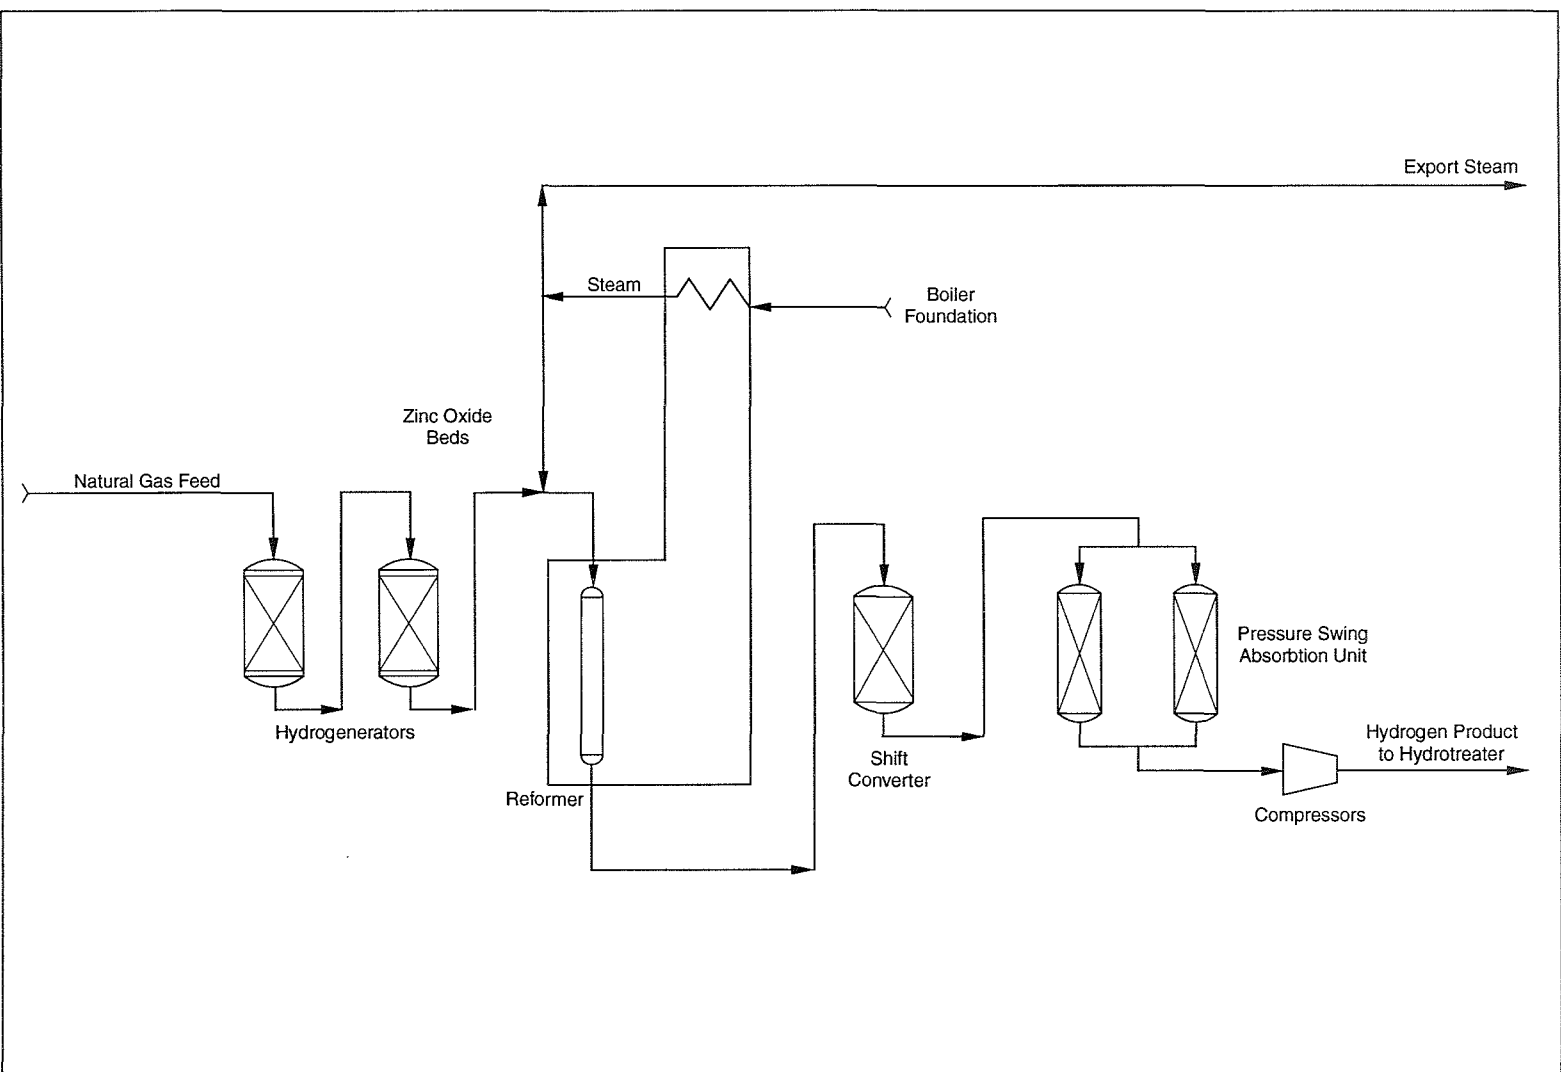 Export Steam
Steam
Boiler
Foundation
Zinc Oxide
Beds
Natural Gas Feed
Pressure Swing
Absorbtion Unit
Hydrogenerators
Hydrogen Product
to Hydrotreater
Shift
Converter
Reformer
Compressors